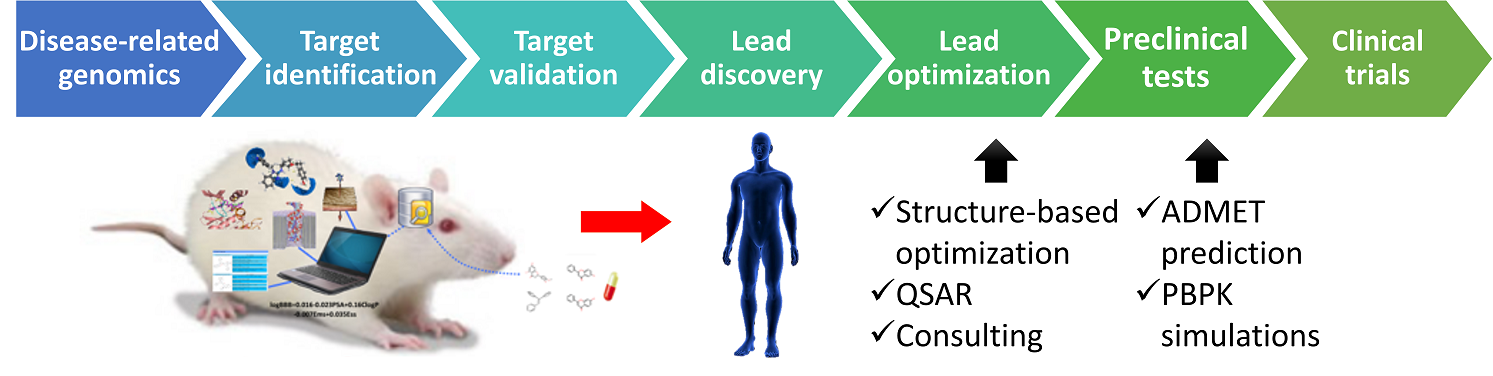 Disease-related
genomics
Target
identification
Target
validation
Lead
discovery
Lead
optimization
Preclinical
tests
Clinical
trials
logBBB=0.016-0.023PSA+0.16ClogP
-0.007Ems+0.035Ess
✓Structure-based
optimization
✓QSAR
✓Consulting
✓ADMET
prediction
✓PBPK
simulations